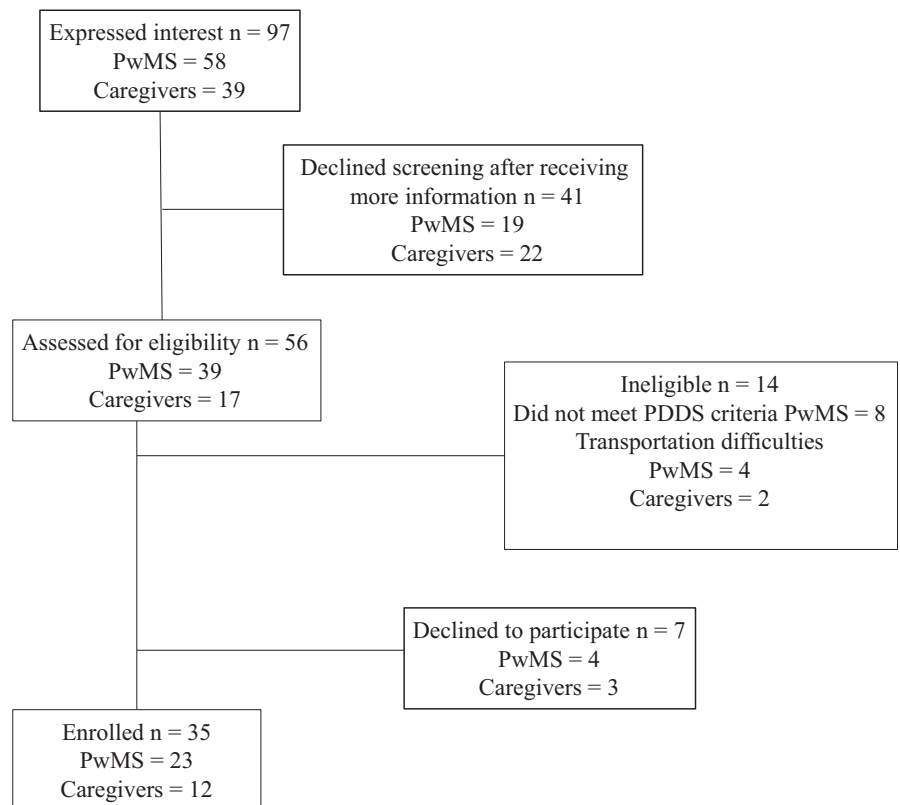 Expressed interest n = 97
PwMS = 58
Caregivers = 39
Declined screening after receiving
more information n = 41
PwMS = 19
Caregivers = 22
Assessed for eligibility n = 56
PwMS = 39
Caregivers = 17
Ineligible n = 14
Did not meet PDDS criteria PwMS = 8
Transportation difficulties
PwMS = 4
Caregivers = 2
Declined to participate n = 7
PwMS = 4
Caregivers = 3
Enrolled n = 35
PwMS = 23
Caregivers = 12